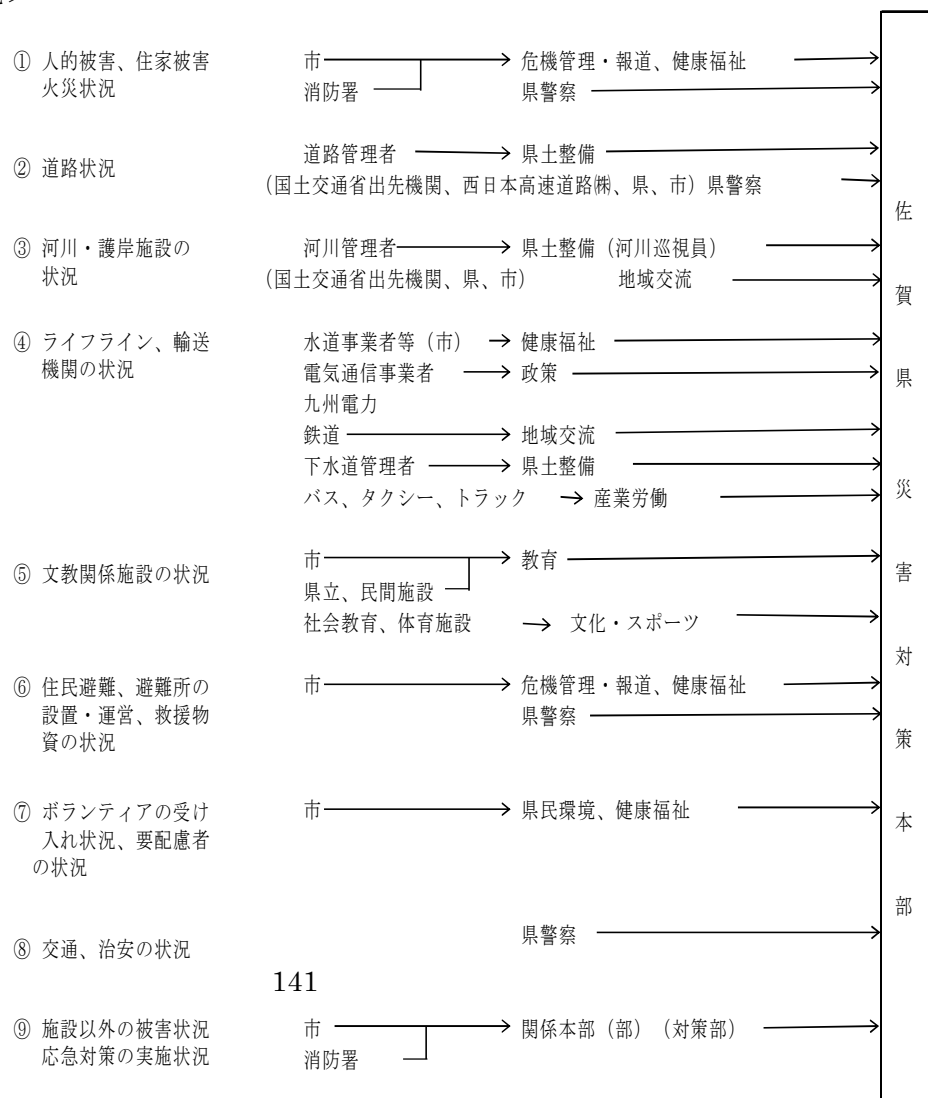 ① 人的被害、住家被害 市 危機管理・報道、健康福祉
火災状況 消防署 県警察
② 道路状況 道路管理者 県土整備
(国土交通省出先機関、西日本高速道路㈱、県、市) 県警察
③ 河川・護岸施設の 河川管理者 県土整備（河川巡視員）
状況 (国土交通省出先機関、県、市) 地域交流
④ ライフライン、輸送 水道事業者等（市） 健康福祉
機関の状況 電気通信事業者 政策
九州電力
鉄道 地域交流
下水道管理者 県土整備
バス、タクシー、トラック 産業労働
⑤ 文教関係施設の状況 市 教育
県立、民間施設
社会教育、体育施設 文化・スポーツ
⑥ 住民避難、避難所の 市 危機管理・報道、健康福祉
設置・運営、救援物 県警察
資の状況
⑦ ボランティアの受け 市 県民環境、健康福祉
入れ状況、要配慮者
の状況
⑧ 交通、治安の状況 県警察
141
⑨ 施設以外の被害状況 市 関係本部（部）（対策部）
応急対策の実施状況 消防署
佐賀県災害対策本部